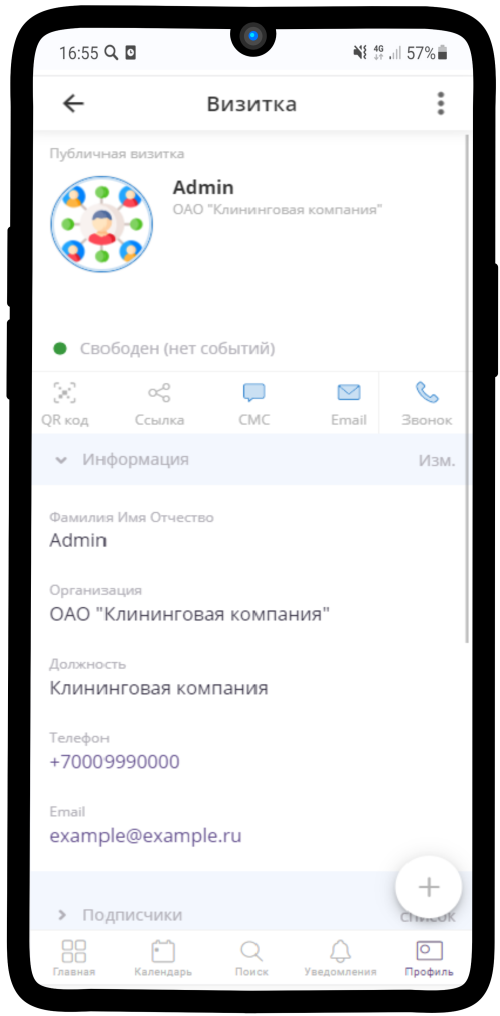 16:55 4G 57%
Визитка
Публичная визитка
Admin
ОАО "Клининговая компания"
Свободен (нет событий)
QR код Ссылка СМС Email Звонок
Информация Изм.
Фамилия Имя Отчество
Admin
Организация
ОАО "Клининговая компания"
Должность
Клининговая компания
Телефон
+70009990000
Email
example@example.ru
Подписчики список
Главная Календарь Поиск Уведомления Профиль